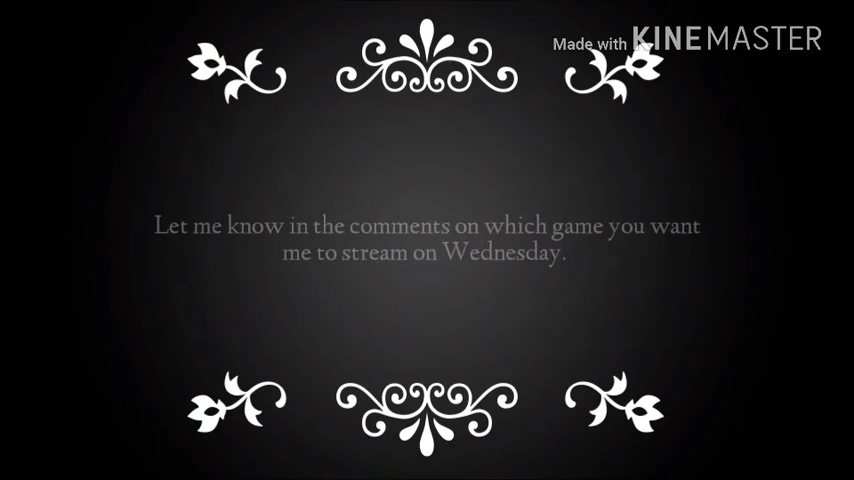 Made with KINEMASTER
Let me know in the comments on which game you want
me to stream on Wednesday.